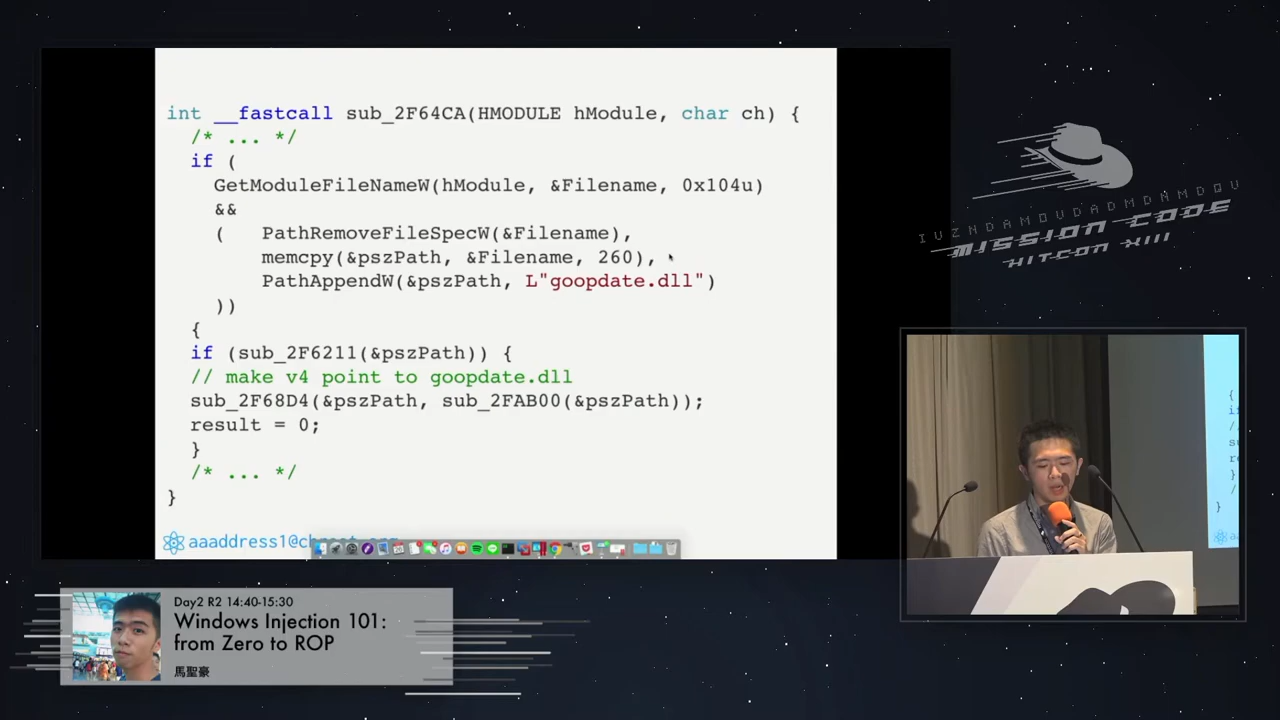 int __fastcall sub_2F64CA(HMODULE hModule, char ch) {
/* ... */
if (
GetModuleFileNameW(hModule, &Filename, 0x104u)
&&
( PathRemoveFileSpecW(&Filename),
memcpy(&pszPath, &Filename, 260),
PathAppendW(&pszPath, L"goopdate.dll")
))
{
if (sub_2F6211(&pszPath)) {
// make v4 point to goopdate.dll
sub_2F68D4(&pszPath, sub_2FAB00(&pszPath));
result = 0;
}
/* ... */
}
aaaddress1@ch
IVZNDAMOVDADMDNMDQV
MISSION CODE
HITCON XIII
Day2 R2 14:40-15:30
Windows Injection 101:
from Zero to ROP
馬聖豪